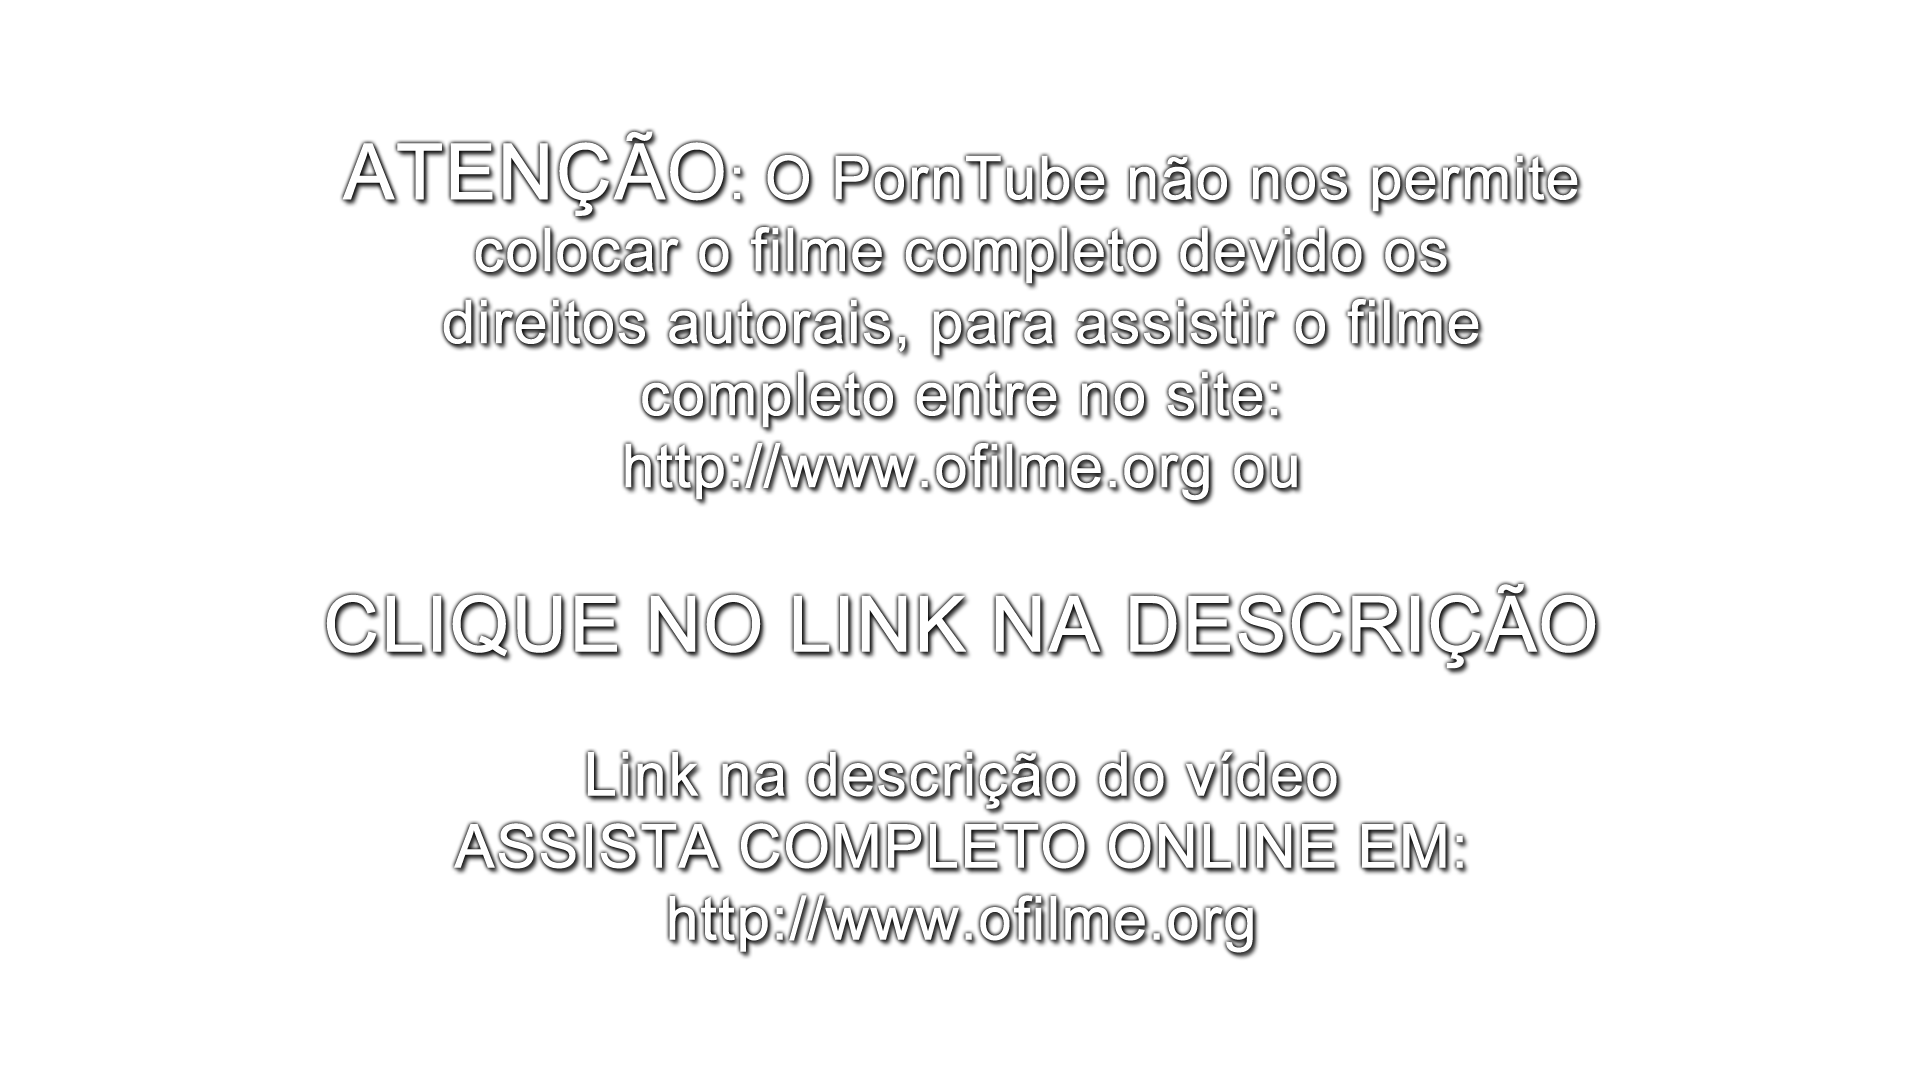 ATENÇÃO: O PornTube não nos permite
colocar o filme completo devido os
direitos autorais, para assistir o filme
completo entre no site:
http://www.ofilme.org ou
CLIQUE NO LINK NA DESCRIÇÃO
Link na descrição do vídeo
ASSISTA COMPLETO ONLINE EM:
http://www.ofilme.org